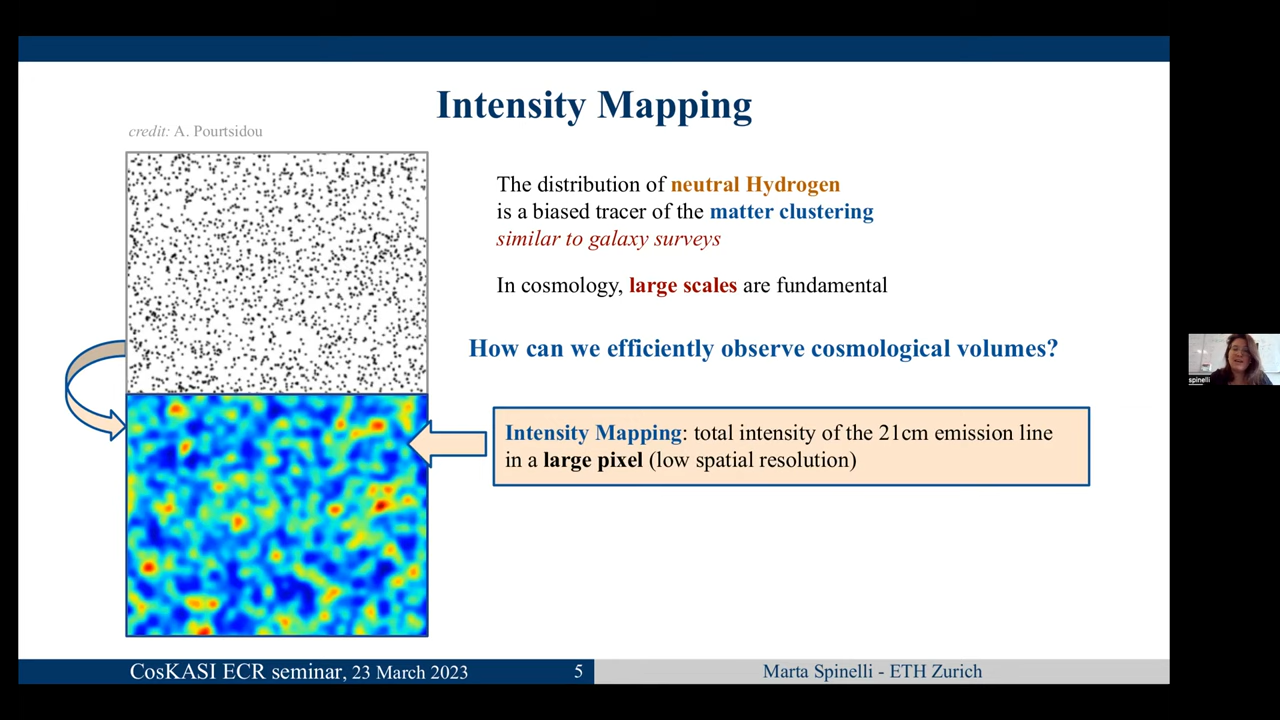 Intensity Mapping
credit: A. Pourtsidou
The distribution of neutral Hydrogen
is a biased tracer of the matter clustering
similar to galaxy surveys
In cosmology, large scales are fundamental
How can we efficiently observe cosmological volumes?
Intensity Mapping: total intensity of the 21cm emission line
in a large pixel (low spatial resolution)
spinelli
CosKASI ECR seminar, 23 March 2023
5
Marta Spinelli - ETH Zurich